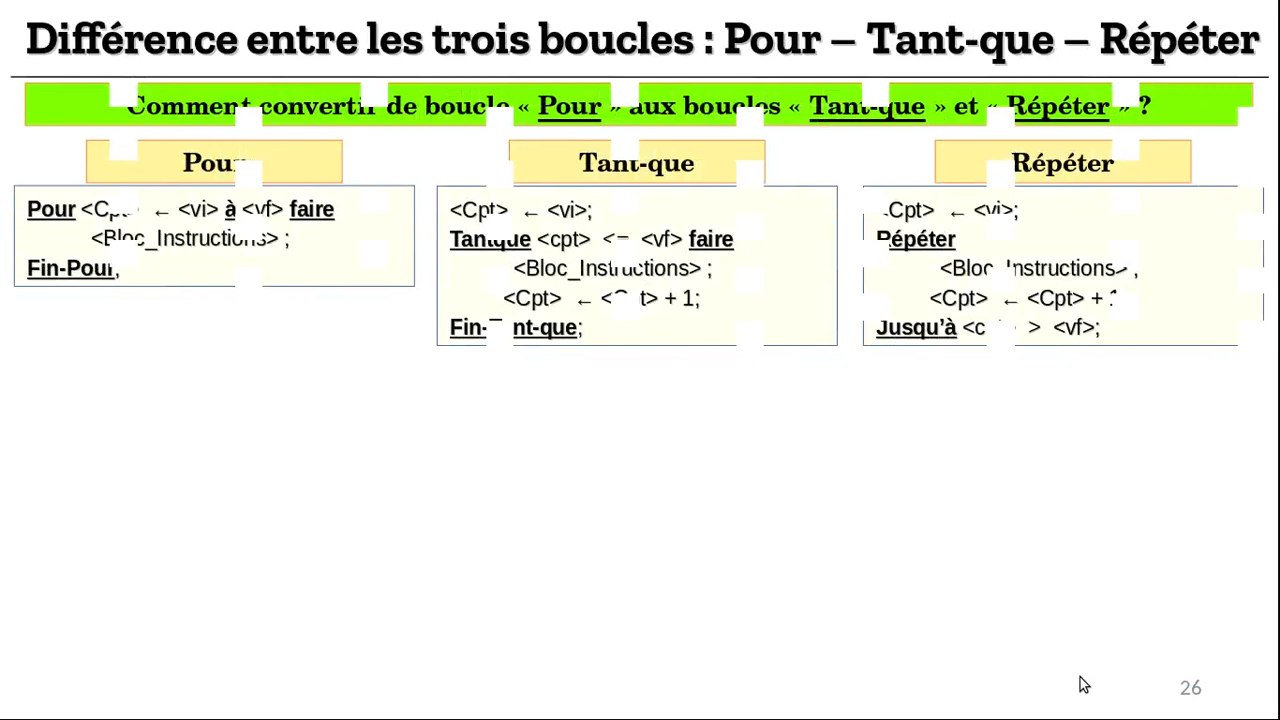 Différence entre les trois boucles : Pour – Tant-que – Répéter
Comment convertir de boucle « Pour » aux boucles « Tant-que » et « Répéter » ?
Pour
Pour <Cpt> ← <vi> à <vf> faire
<Bloc_Instructions> ;
Fin-Pour;
Tant-que
<Cpt> ← <vi>;
Tantque <cpt> <= <vf> faire
<Bloc_Instructions> ;
<Cpt> ← <Cpt> + 1;
Fin-Tant-que;
Répéter
<Cpt> ← <vi>;
Répéter
<Bloc_Instructions> ;
<Cpt> ← <Cpt> + 1
Jusqu'à > <vf>;
26